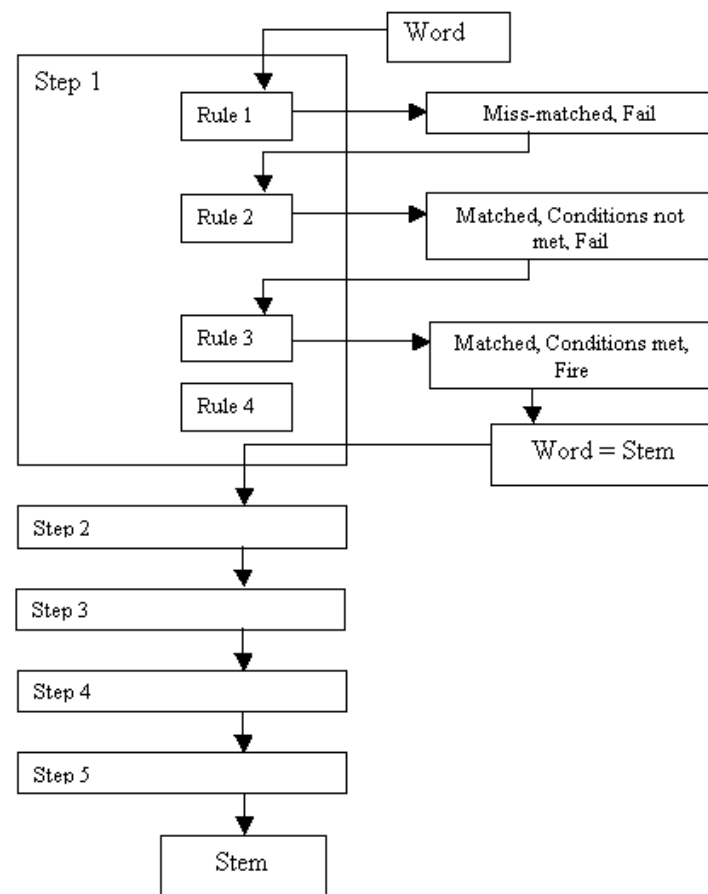 Word
Step 1
Rule 1
Miss-matched, Fail
Rule 2
Matched, Conditions not
met, Fail
Rule 3
Matched, Conditions met,
Fire
Rule 4
Word = Stem
Step 2
Step 3
Step 4
Step 5
Stem